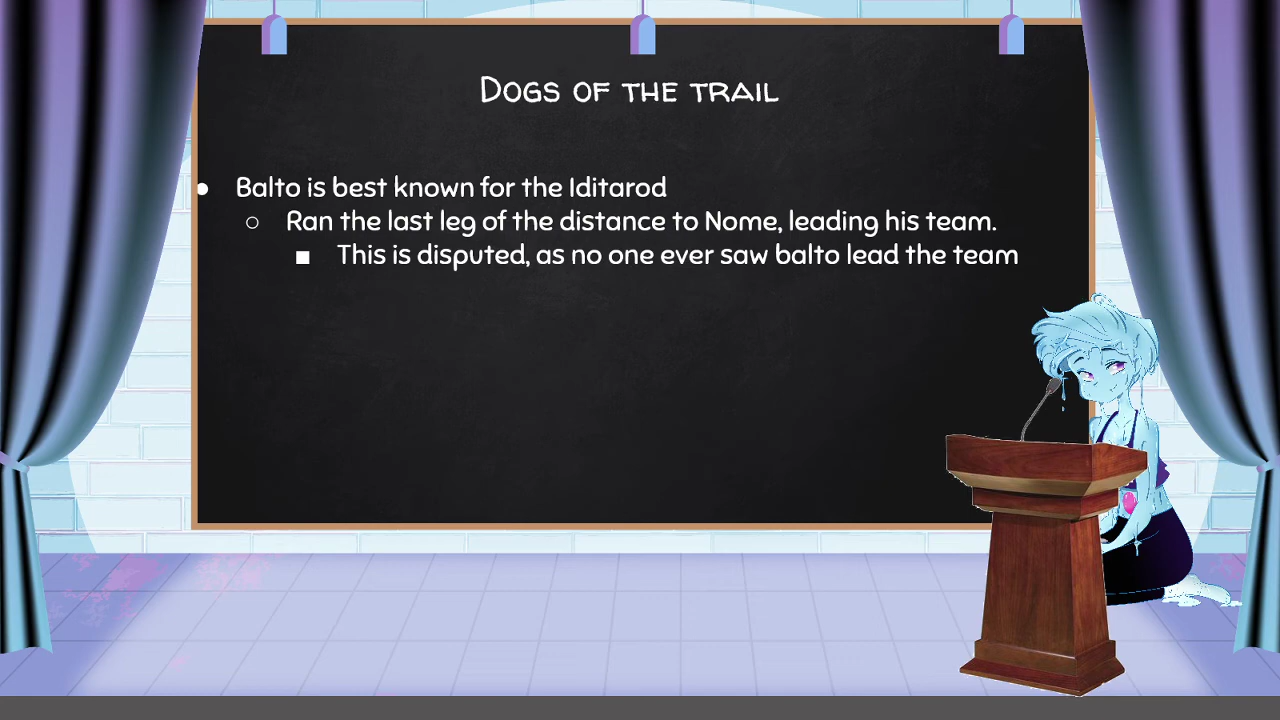 Dogs of the trail
● Balto is best known for the Iditarod
○ Ran the last leg of the distance to Nome, leading his team.
■ This is disputed, as no one ever saw balto lead the team